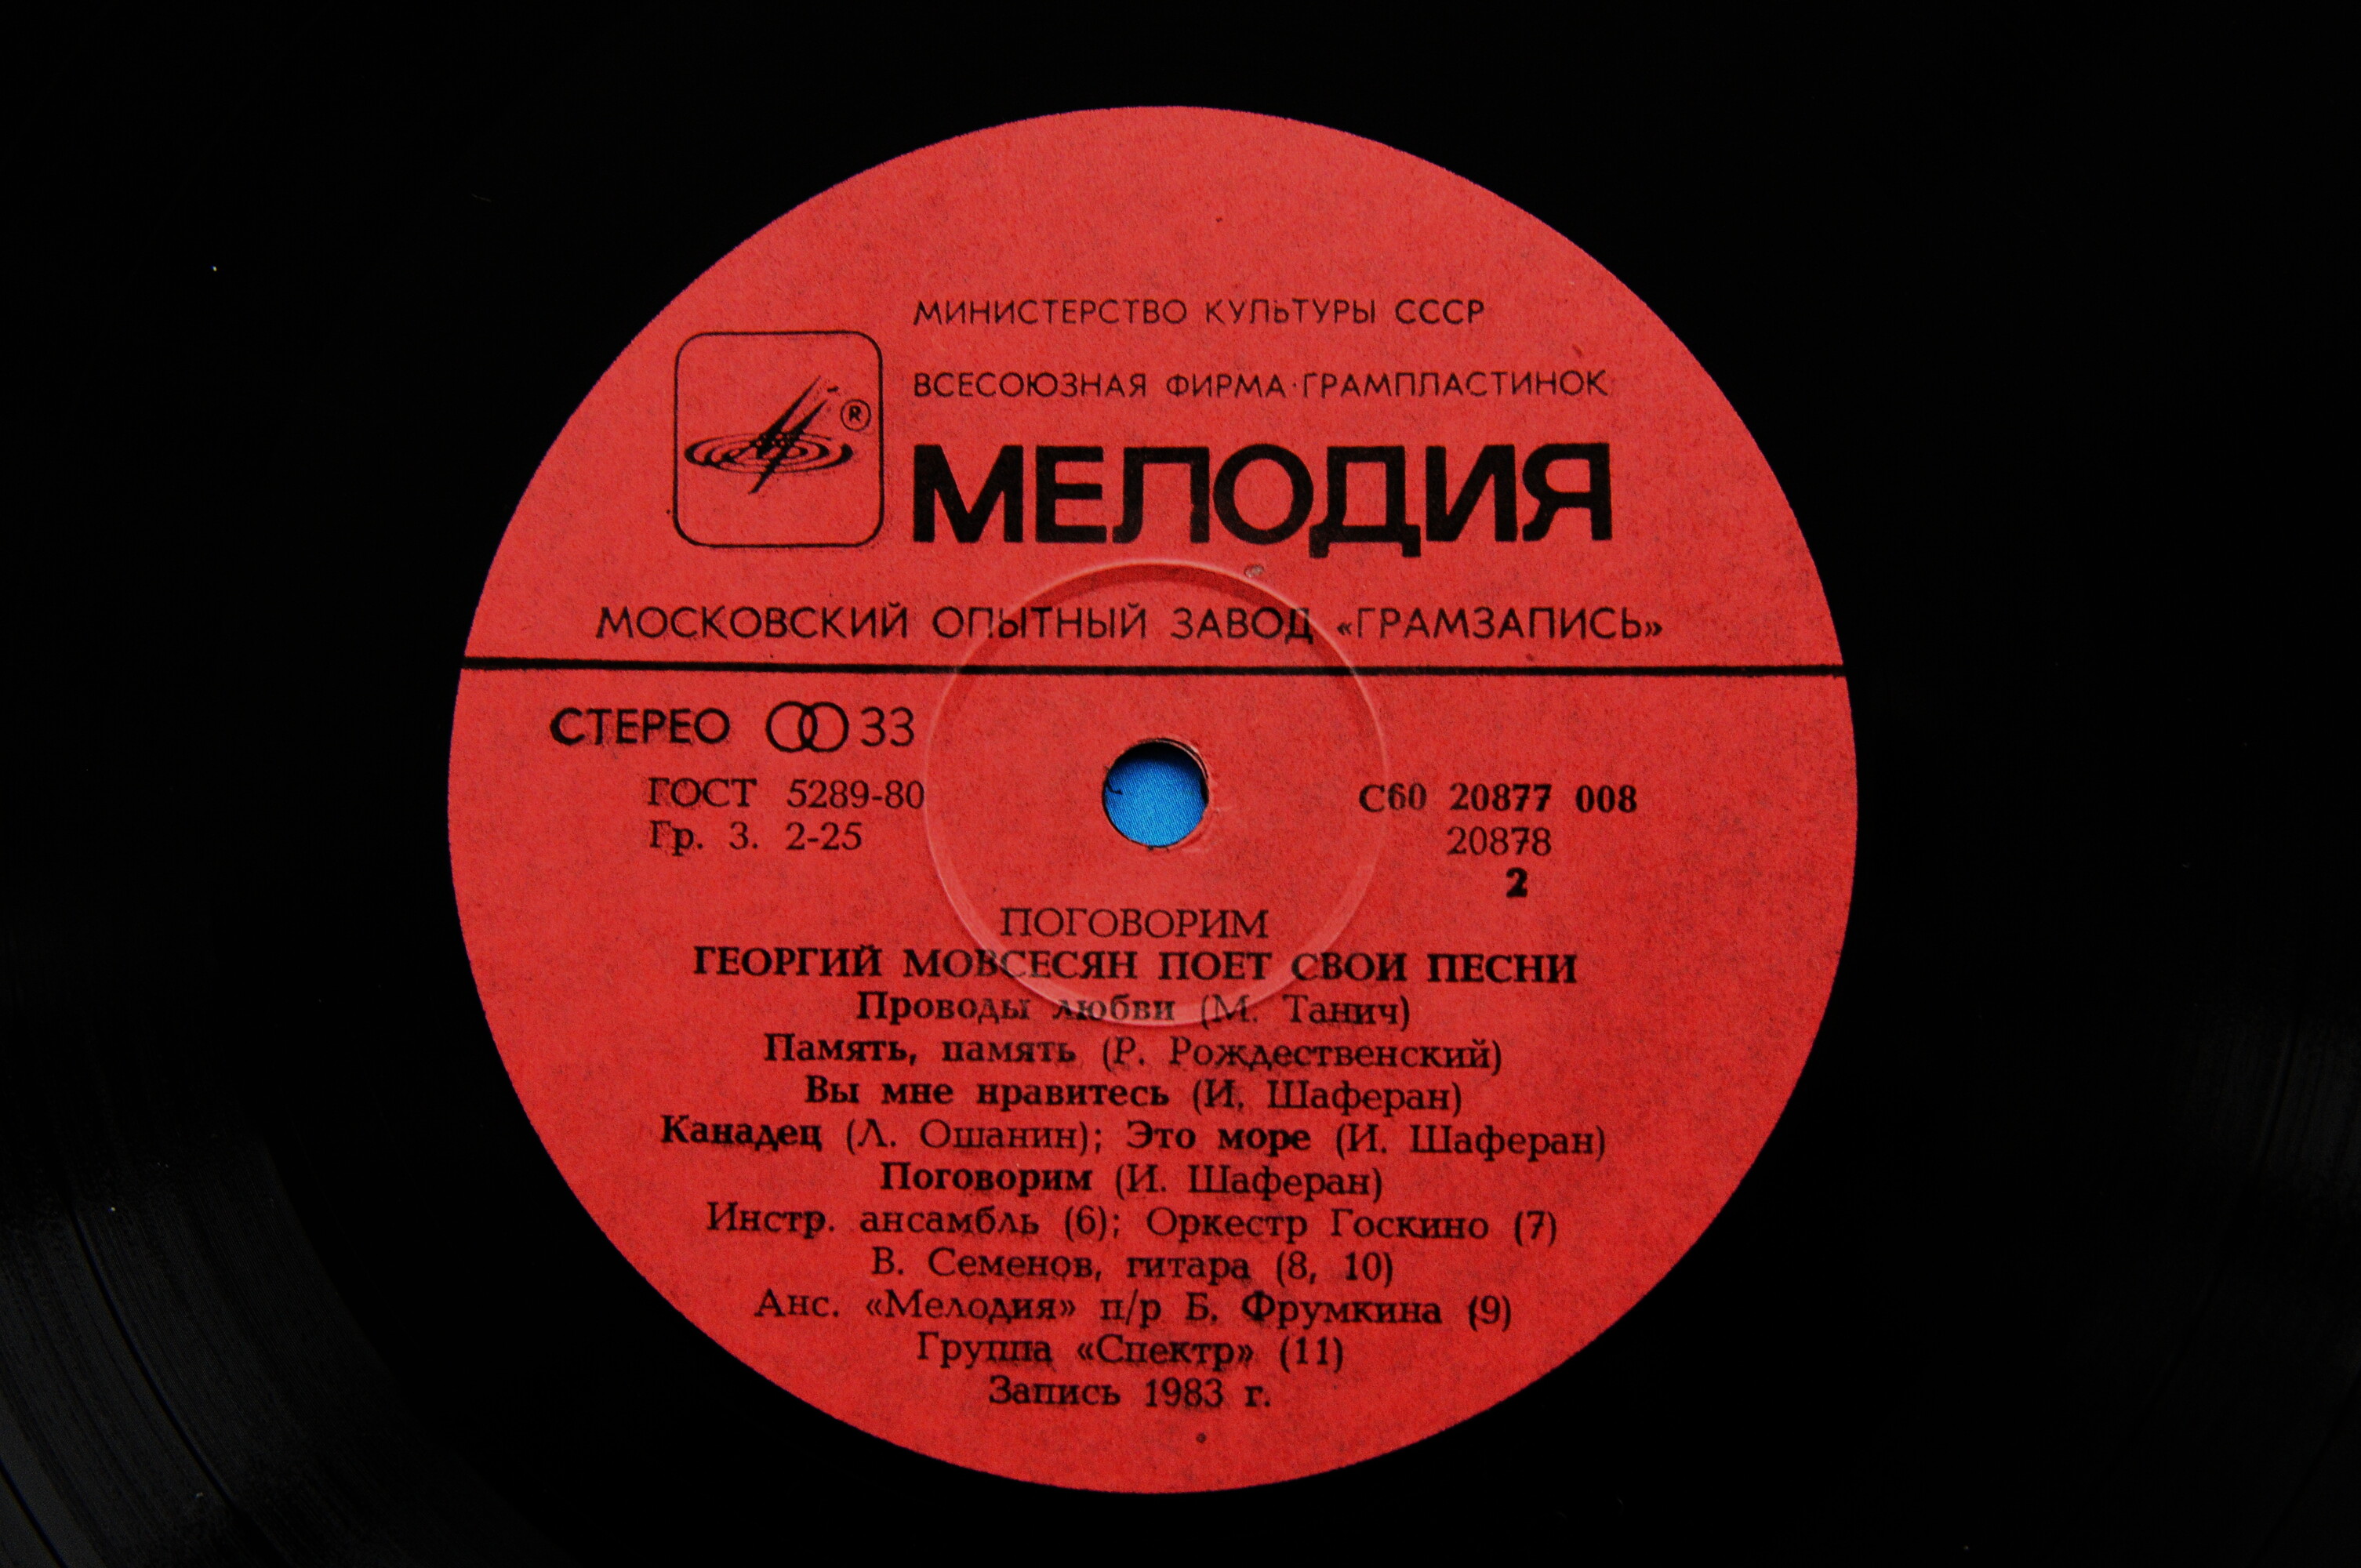 МИНИСТЕРСТВО КУЛЬТУРЫ СССР
ВСЕСОЮЗНАЯ ФИРМА·ГРАМПЛАСТИНОК
®
МЕЛОДИЯ
МОСКОВСКИЙ ОПЫТНЫЙ ЗАВОД «ГРАМЗАПИСЬ»
СТЕРЕО 33
ГОСТ 5289-80
Гр. 3. 2-25
С60 20877 008
20878
2
ПОГОВОРИМ
ГЕОРГИЙ МОВСЕСЯН ПОЕТ СВОИ ПЕСНИ
Проводы любви (М. Танич)
Память, память (Р. Рождественский)
Вы мне нравитесь (И. Шаферан)
Канадец (Л. Ошанин); Это море (И. Шаферан)
Поговорим (И. Шаферан)
Инстр. ансамбль (6); Оркестр Госкино (7)
В. Семенов, гитара (8, 10)
Анс. «Мелодия» п/р Б. Фрумкина (9)
Группа «Спектр» (11)
Запись 1983 г.